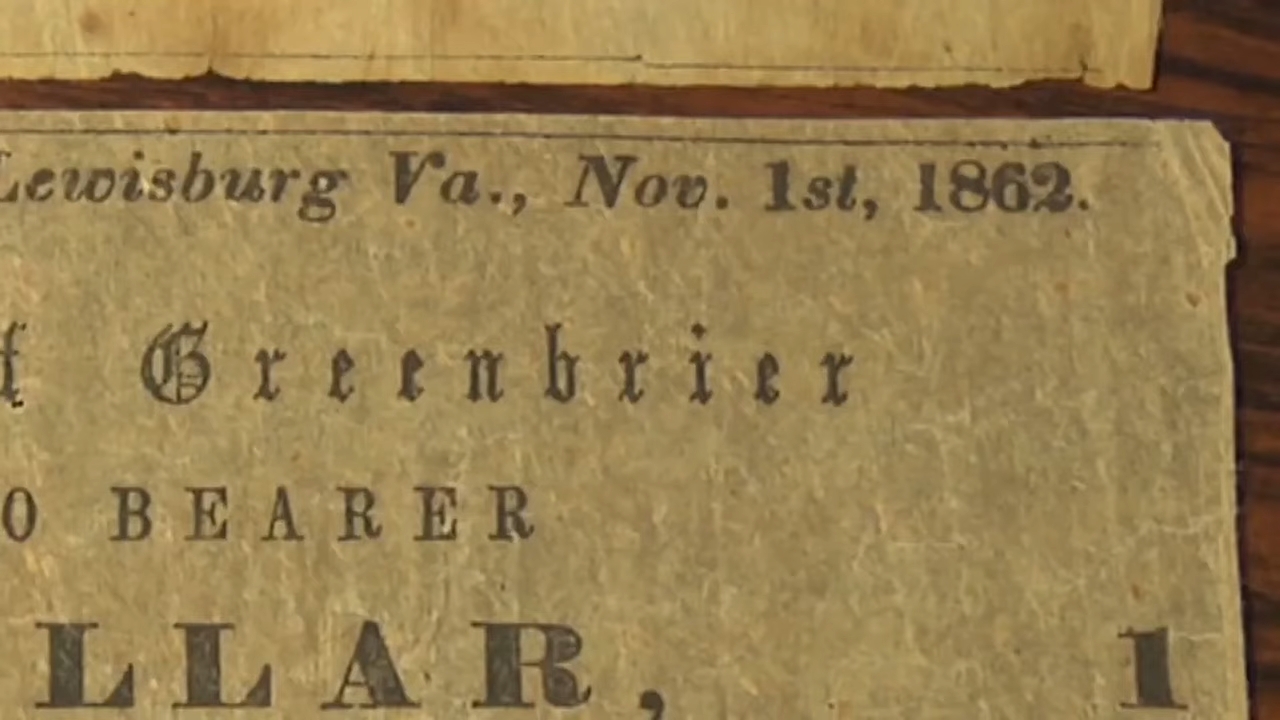 Lewisburg Va., Nov. 1st, 1862.
f Greenbrier
O BEARER
LLAR, 1